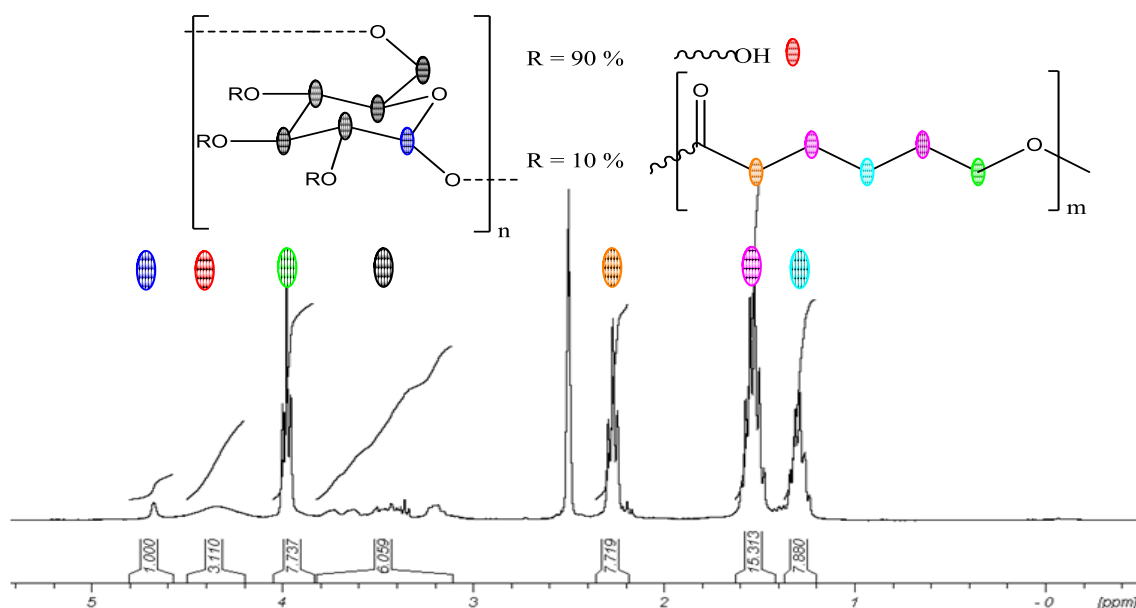 O
R = 90 %
OH
O
RO
O
O
RO
R = 10 %
RO
O
n
m
1.000
3.110
7.737
6.059
7.719
15.313
7.880
5 4 3 2 1 - 0 [ppm]